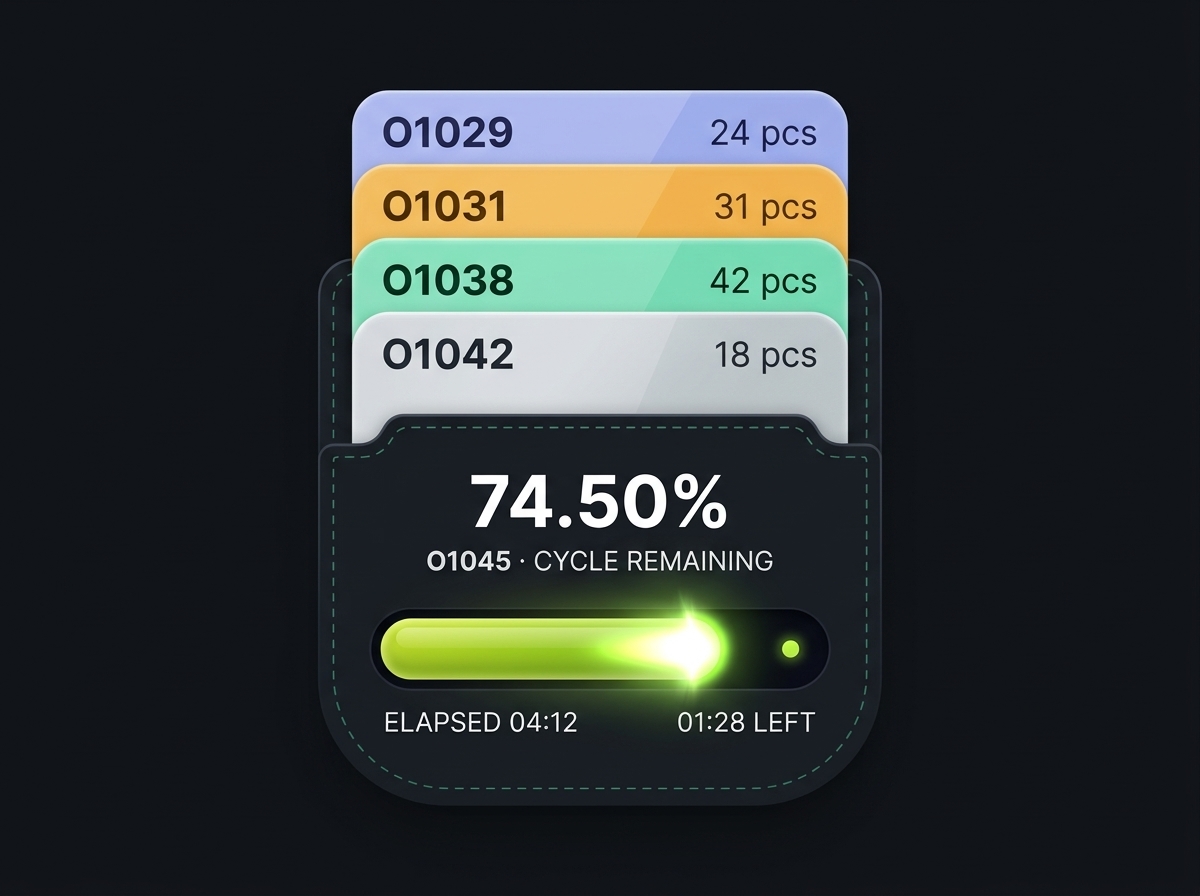 O1029 24 pcs
O1031 31 pcs
O1038 42 pcs
O1042 18 pcs
74.50%
O1045 · CYCLE REMAINING
ELAPSED 04:12 01:28 LEFT